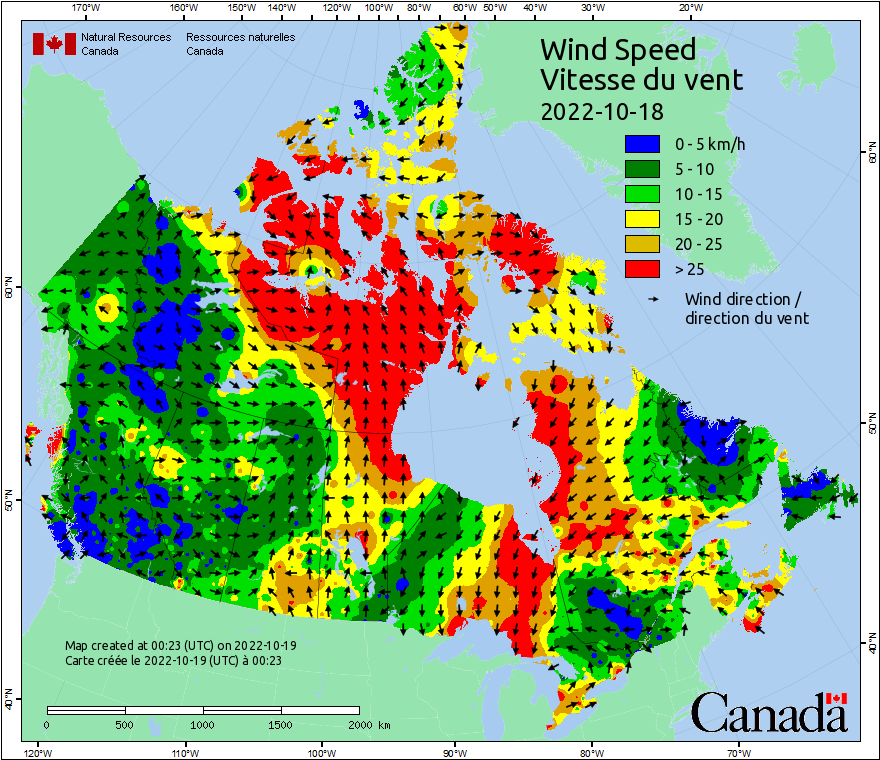 170°W 160°W 150°W 140°W 120°W 100°W 80°W 60°W 50°W 40°W 30°W 20°W
Natural Resources Ressources naturelles
Canada Canada
Wind Speed
Vitesse du vent
2022-10-18
0 - 5 km/h
5 - 10
10 - 15
15 - 20
20 - 25
> 25
Wind direction /
direction du vent
60°N
60°N
50°N
50°N
40°N
40°N
Map created at 00:23 (UTC) on 2022-10-19
Carte créée le 2022-10-19 (UTC) à 00:23
0 500 1000 1500 2000 km
Canada
120°W 110°W 100°W 90°W 80°W 70°W